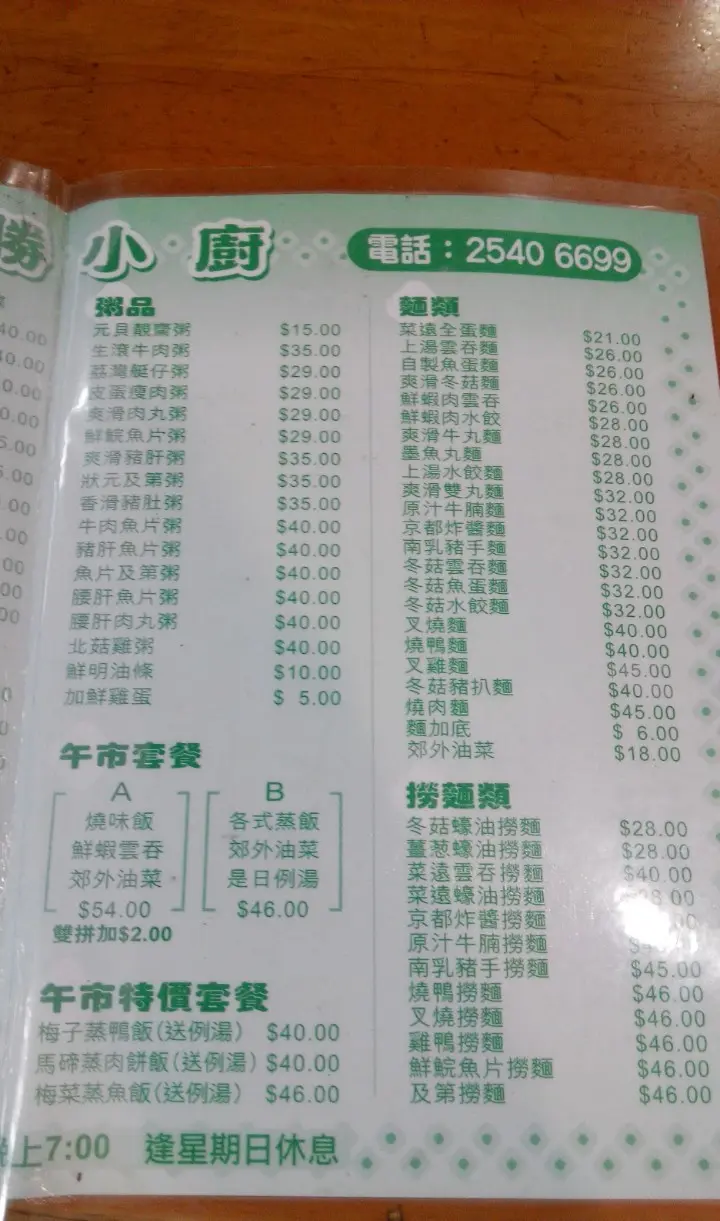 勝小廚
電話：2540 6699
粥品
元貝靚齋粥 $15.00
生滾牛肉粥 $35.00
荔灣艇仔粥 $29.00
皮蛋瘦肉粥 $29.00
爽滑肉丸粥 $29.00
鮮鯇魚片粥 $29.00
爽滑豬肝粥 $35.00
狀元及第粥 $35.00
香滑豬肚粥 $35.00
牛肉魚片粥 $40.00
豬肝魚片粥 $40.00
魚片及第粥 $40.00
腰肝魚片粥 $40.00
腰肝肉丸粥 $40.00
北菇雞粥 $40.00
鮮明油條 $10.00
加鮮雞蛋 $ 5.00
午市套餐
A
燒味飯
鮮蝦雲吞
郊外油菜
$54.00
B
各式蒸飯
郊外油菜
是日例湯
$46.00
雙拼加$2.00
午市特價套餐
梅子蒸鴨飯(送例湯) $40.00
馬碲蒸肉餅飯(送例湯) $40.00
梅菜蒸魚飯(送例湯) $46.00
麵類
菜遠全蛋麵 $21.00
上湯雲吞麵 $26.00
自製魚蛋麵 $26.00
爽滑冬菇麵 $26.00
鮮蝦肉雲吞 $26.00
鮮蝦肉水餃 $28.00
爽滑牛丸麵 $28.00
墨魚丸麵 $28.00
上湯水餃麵 $28.00
爽滑雙丸麵 $32.00
原汁牛腩麵 $32.00
京都炸醬麵 $32.00
南乳豬手麵 $32.00
冬菇雲吞麵 $32.00
冬菇魚蛋麵 $32.00
冬菇水餃麵 $32.00
叉燒麵 $40.00
燒鴨麵 $40.00
叉雞麵 $45.00
冬菇豬扒麵 $40.00
燒肉麵 $45.00
麵加底 $ 6.00
郊外油菜 $18.00
撈麵類
冬菇蠔油撈麵 $28.00
薑葱蠔油撈麵 $28.00
菜遠雲吞撈麵 $40.00
菜遠蠔油撈麵
京都炸醬撈麵
原汁牛腩撈麵
南乳豬手撈麵 $45.00
燒鴨撈麵 $46.00
叉燒撈麵 $46.00
雞鴨撈麵 $46.00
鮮鯇魚片撈麵 $46.00
及第撈麵 $46.00
上7:00 逢星期日休息